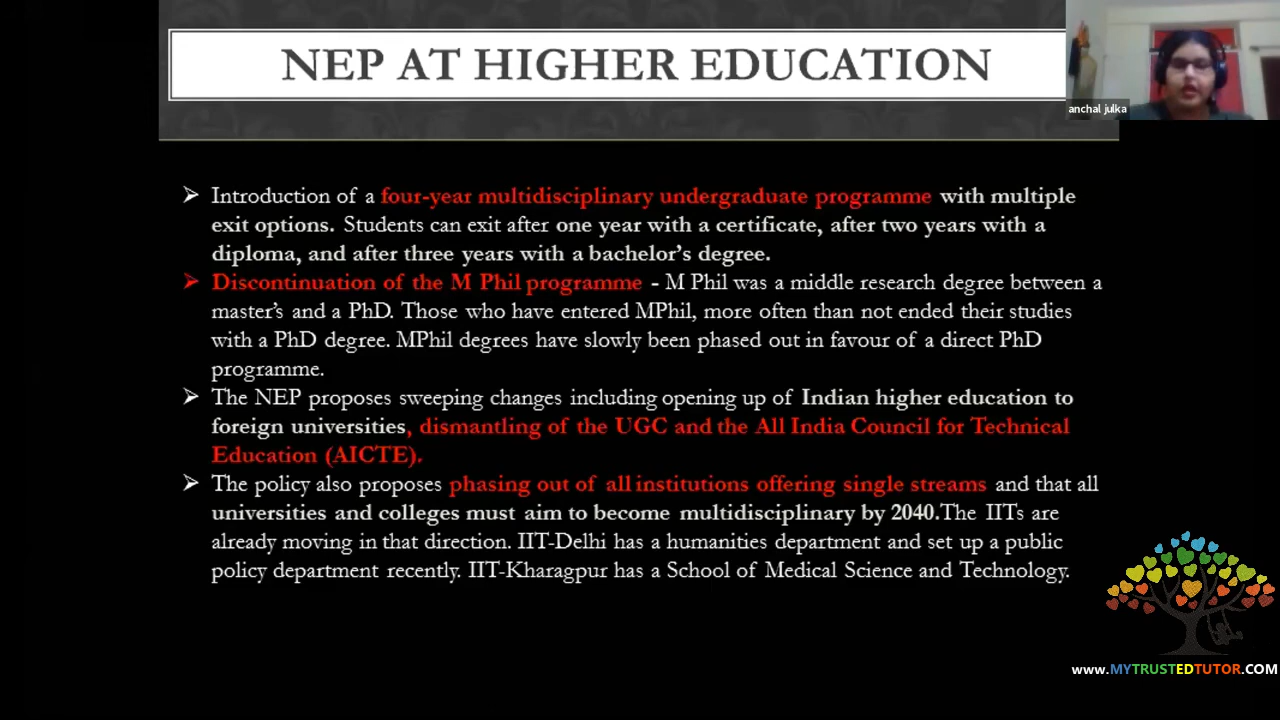 NEP AT HIGHER EDUCATION
anchal julka
➢ Introduction of a four-year multidisciplinary undergraduate programme with multiple
exit options. Students can exit after one year with a certificate, after two years with a
diploma, and after three years with a bachelor's degree.
➢ Discontinuation of the M Phil programme - M Phil was a middle research degree between a
master's and a PhD. Those who have entered MPhil, more often than not ended their studies
with a PhD degree. MPhil degrees have slowly been phased out in favour of a direct PhD
programme.
➢ The NEP proposes sweeping changes including opening up of Indian higher education to
foreign universities, dismantling of the UGC and the All India Council for Technical
Education (AICTE).
➢ The policy also proposes phasing out of all institutions offering single streams and that all
universities and colleges must aim to become multidisciplinary by 2040.The IITs are
already moving in that direction. IIT-Delhi has a humanities department and set up a public
policy department recently. IIT-Kharagpur has a School of Medical Science and Technology.
www.MYTRUSTEDTUTOR.COM